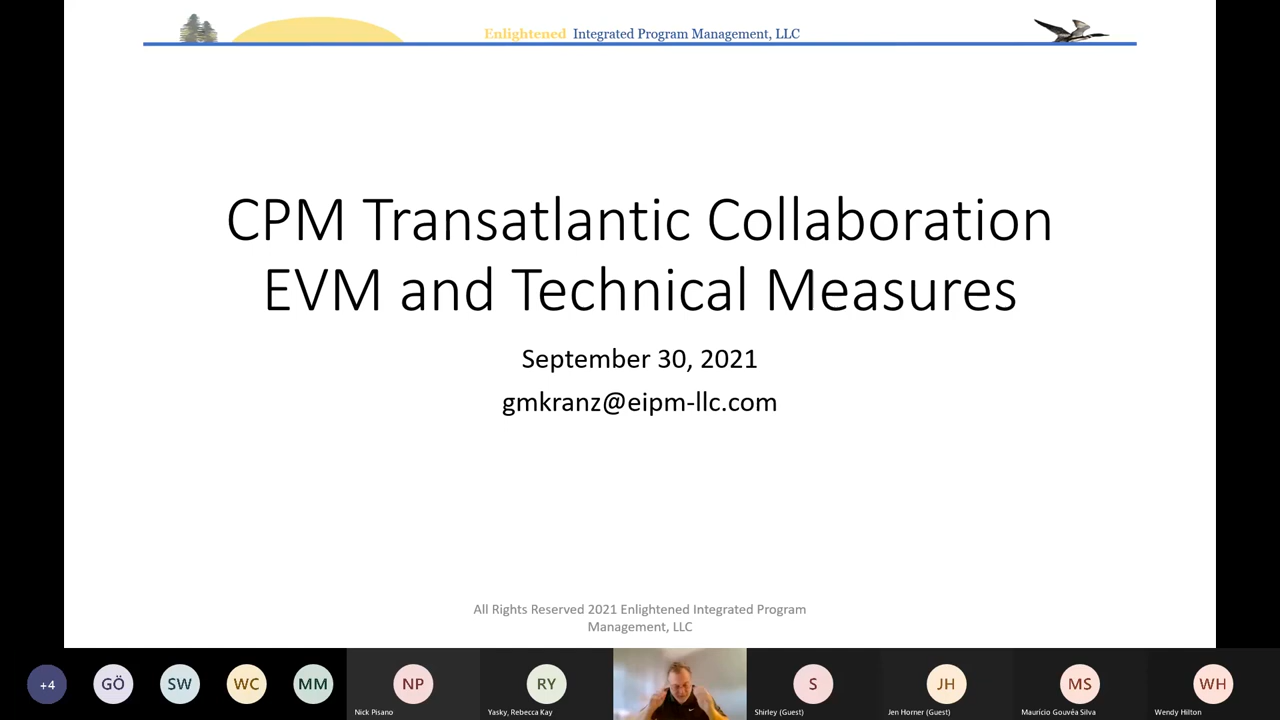 Enlightened Integrated Program Management, LLC
CPM Transatlantic Collaboration
EVM and Technical Measures
September 30, 2021
gmkranz@eipm-llc.com
All Rights Reserved 2021 Enlightened Integrated Program
Management, LLC
+4
GÖ
SW
WC
MM
NP
Nick Pisano
RY
Yasky, Rebecca Kay
S
Shirley (Guest)
JH
Jen Horner (Guest)
MS
Maurício Gouvêa Silva
WH
Wendy Hilton